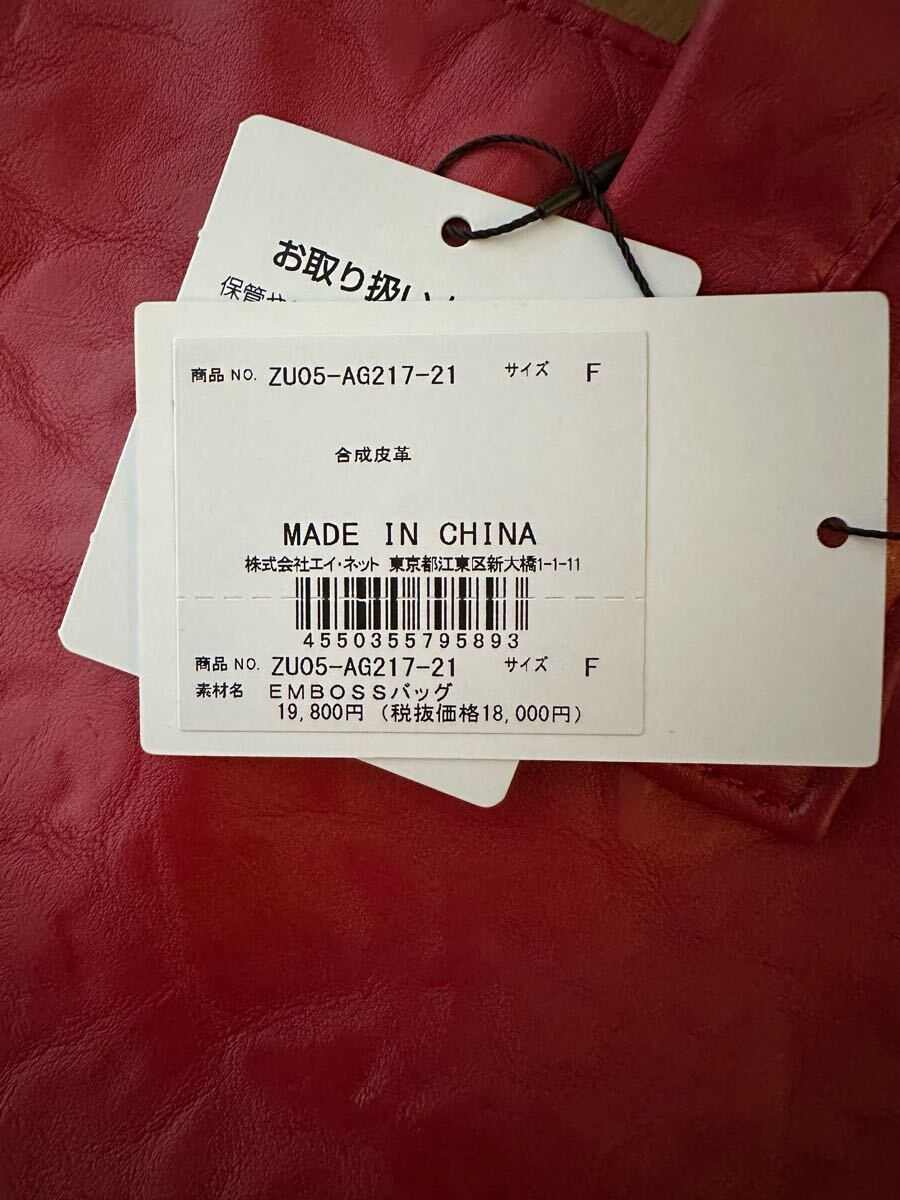 お取り扱い
保管
商品 NO. ZU05-AG217-21 サイズ F
合成皮革
MADE IN CHINA
株式会社エイ・ネット 東京都江東区新大橋1-1-11
4550355795893
商品 NO. ZU05-AG217-21 サイズ F
素材名 EMBOSSバッグ
19,800円 (税抜価格18,000円)